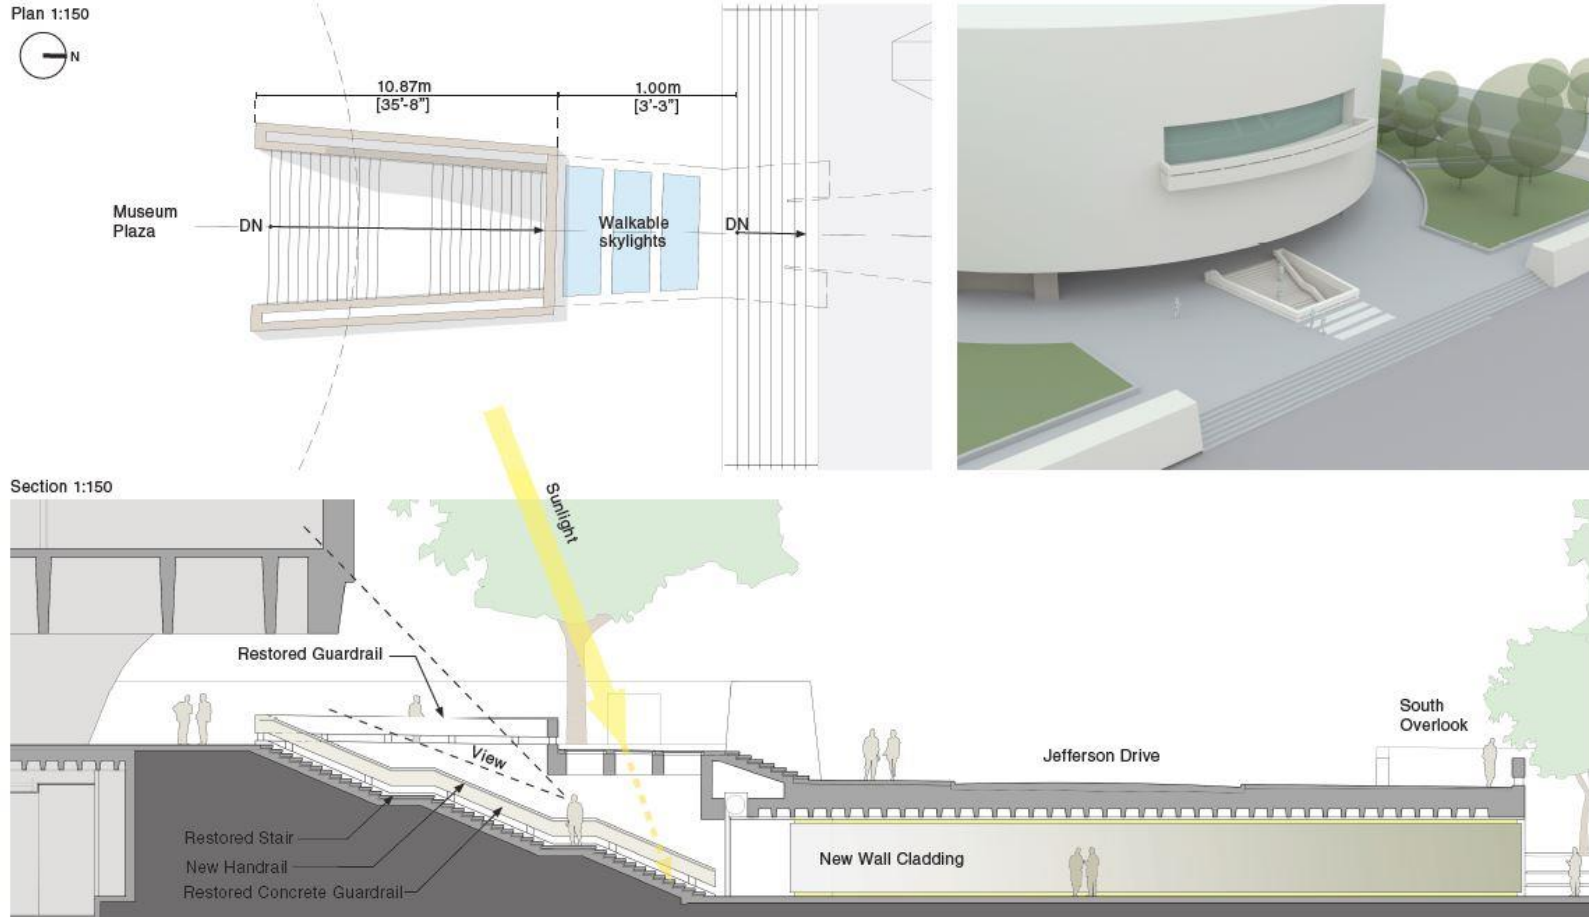 Plan 1:150
N
10.87m
[35'-8"]
1.00m
[3'-3"]
Museum
Plaza
DN
Walkable
skylights
DN
Section 1:150
Sunlight
Restored Guardrail
View
South
Overlook
Jefferson Drive
Restored Stair
New Handrail
Restored Concrete Guardrail
New Wall Cladding